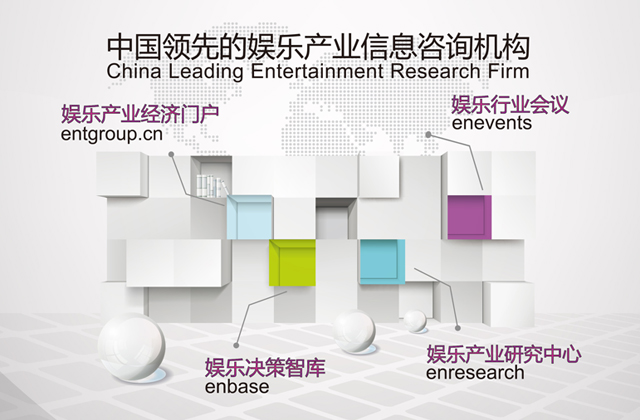 中国领先的娱乐产业信息咨询机构
China Leading Entertainment Research Firm
娱乐产业经济门户
entgroup.cn
娱乐行业会议
enevents
娱乐决策智库
enbase
娱乐产业研究中心
enresearch